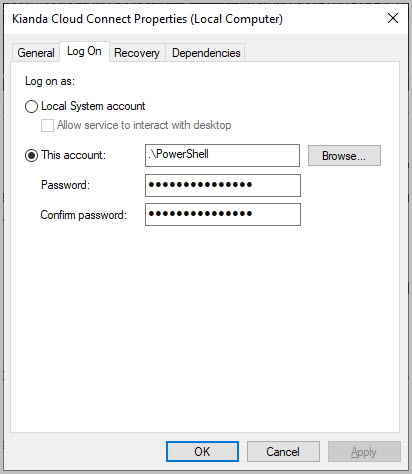 Kianda Cloud Connect Properties (Local Computer)
General Log On Recovery Dependencies
Log on as:
Local System account
Allow service to interact with desktop
This account: .\PowerShell Browse...
Password: ●●●●●●●●●●●●●●●
Confirm password: ●●●●●●●●●●●●●●●
OK Cancel Apply